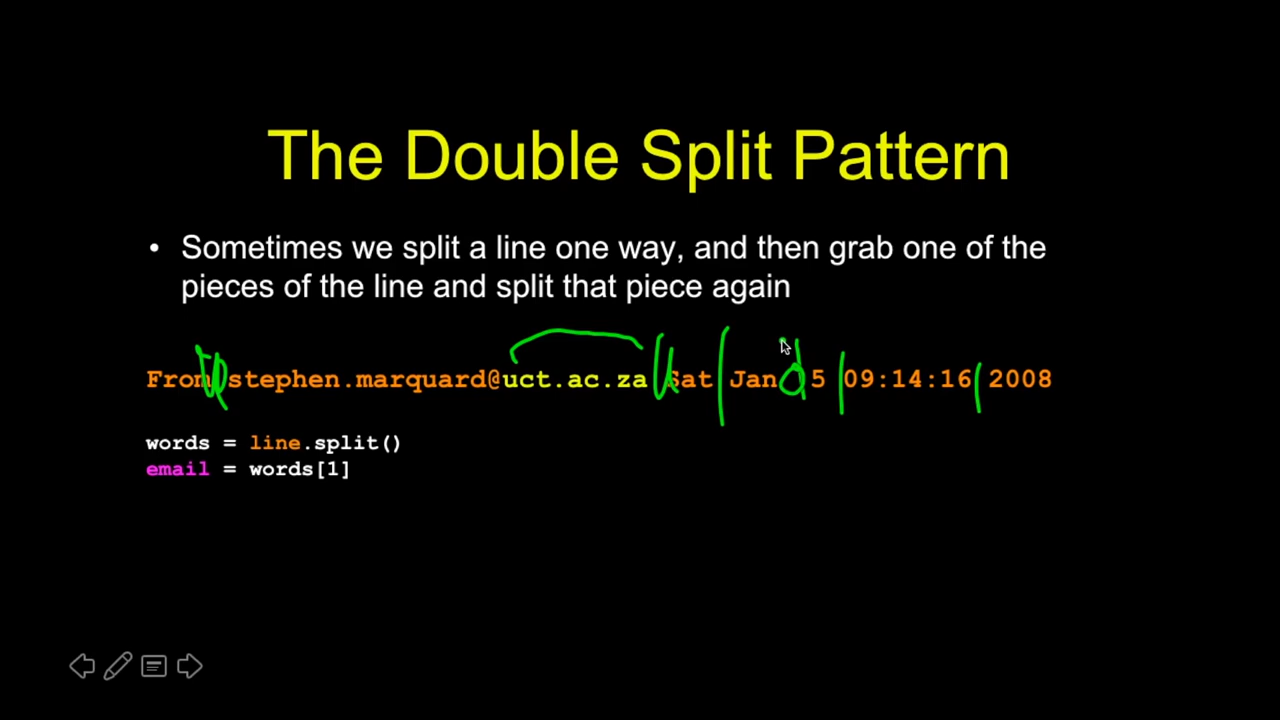 The Double Split Pattern
• Sometimes we split a line one way, and then grab one of the
pieces of the line and split that piece again
From stephen.marquard@uct.ac.za Sat Jan 5 09:14:16 2008
words = line.split()
email = words[1]